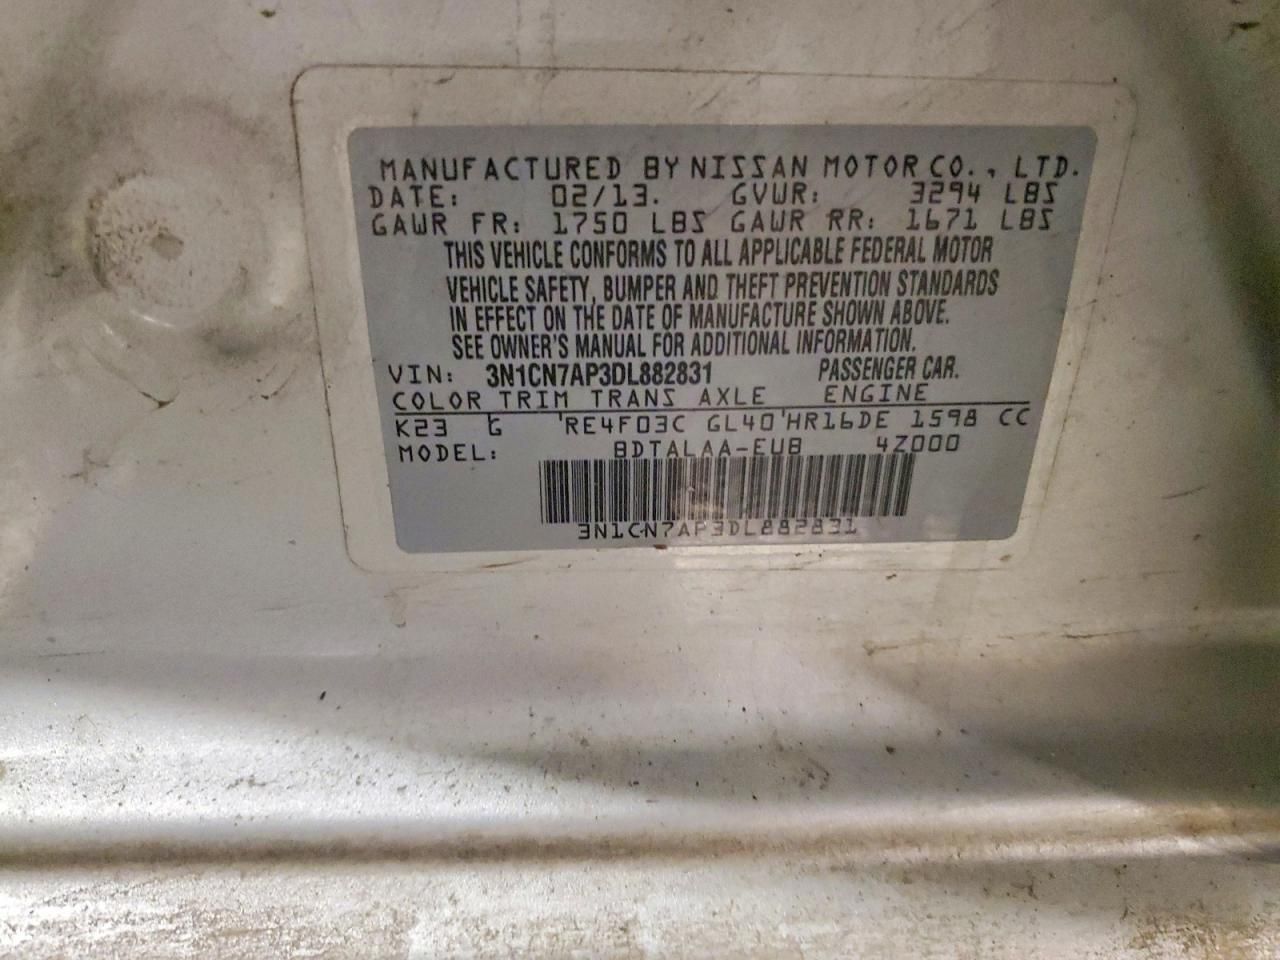 MANUFACTURED BY NISSAN MOTOR CO., LTD.
DATE: 02/13. GVWR: 3294 LBS
GAWR FR: 1750 LBS GAWR RR: 1671 LBS
THIS VEHICLE CONFORMS TO ALL APPLICABLE FEDERAL MOTOR
VEHICLE SAFETY, BUMPER AND THEFT PREVENTION STANDARDS
IN EFFECT ON THE DATE OF MANUFACTURE SHOWN ABOVE.
SEE OWNER'S MANUAL FOR ADDITIONAL INFORMATION.
VIN: 3N1CN7AP3DL882831 PASSENGER CAR.
COLOR TRIM TRANS AXLE ENGINE
K23 G 'RE4F03C GL40'HR16DE 1598 CC
MODEL: BDTALAA-EUB 4Z000
3N1CN7AP3DL882831